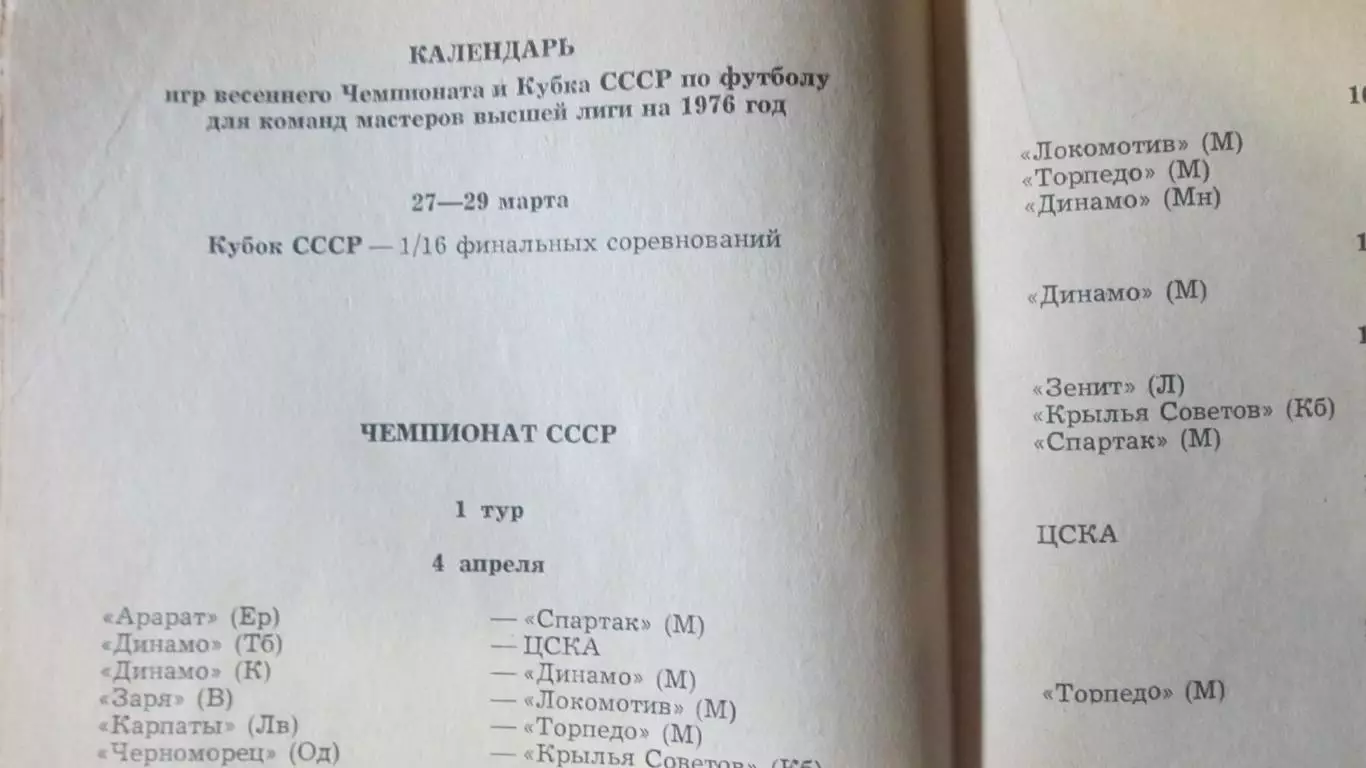 КАЛЕНДАРЬ
игр весеннего Чемпионата и Кубка СССР по футболу
для команд мастеров высшей лиги на 1976 год
27—29 марта
Кубок СССР — 1/16 финальных соревнований
ЧЕМПИОНАТ СССР
1 тур
4 апреля
«Арарат» (Ер) — «Спартак» (М)
«Динамо» (Тб) — ЦСКА
«Динамо» (К) — «Динамо» (М)
«Заря» (В) — «Локомотив» (М)
«Карпаты» (Лв) — «Торпедо» (М)
«Черноморец» (Од) — «Крылья Советов» (Кб)
«Локомотив» (М)
«Торпедо» (М)
«Динамо» (Мн)
«Динамо» (М)
«Зенит» (Л)
«Крылья Советов» (Кб)
«Спартак» (М)
ЦСКА
«Торпедо» (М)